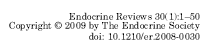 Endocrine Reviews 30(1):1–50
Copyright © 2009 by The Endocrine Society
doi: 10.1210/er.2008-0030